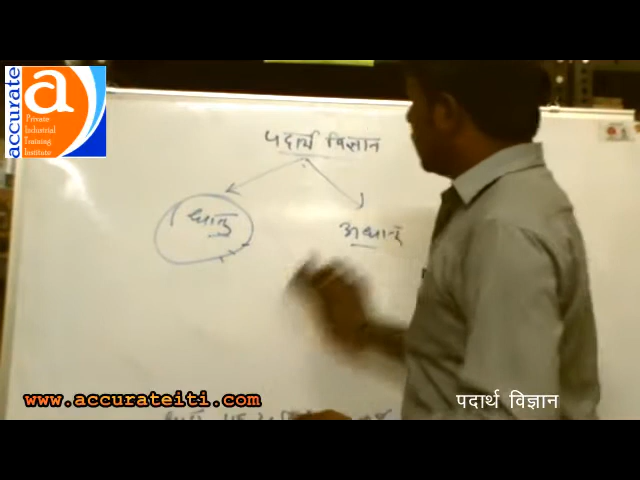 accurate
a
Private
Industrial
Training
Institute
पदार्थ विज्ञान
धातु
अधातु
www.accurateiti.com
पदार्थ विज्ञान